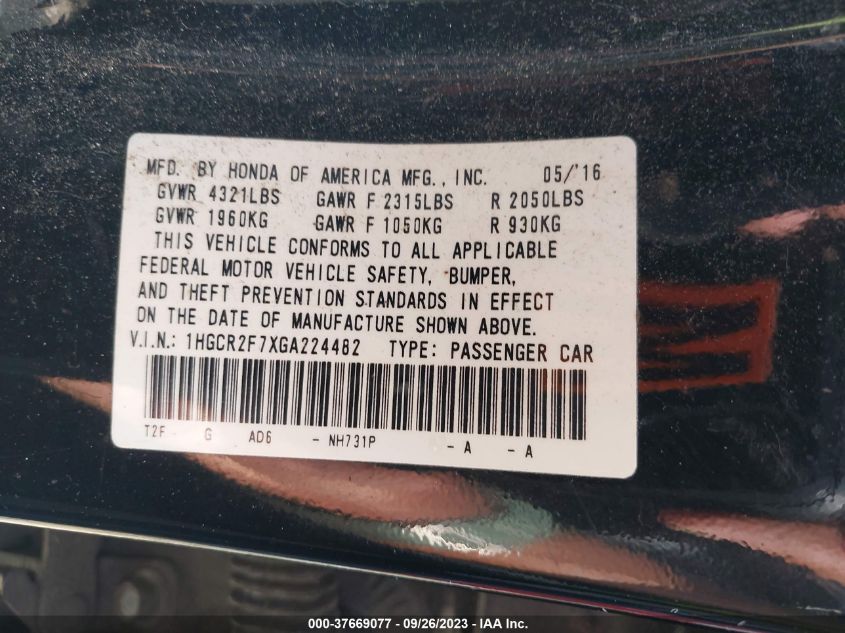 MFD. BY HONDA OF AMERICA MFG., INC. 05/'16
GVWR 4321LBS GAWR F 2315LBS R 2050LBS
GVWR 1960KG GAWR F 1050KG R 930KG
THIS VEHICLE CONFORMS TO ALL APPLICABLE
FEDERAL MOTOR VEHICLE SAFETY, BUMPER,
AND THEFT PREVENTION STANDARDS IN EFFECT
ON THE DATE OF MANUFACTURE SHOWN ABOVE.
V.I.N.: 1HGCR2F7XGA224482 TYPE: PASSENGER CAR
T2F - G AD6 - NH731P - A - A
000-37669077 - 09/26/2023 - IAA Inc.